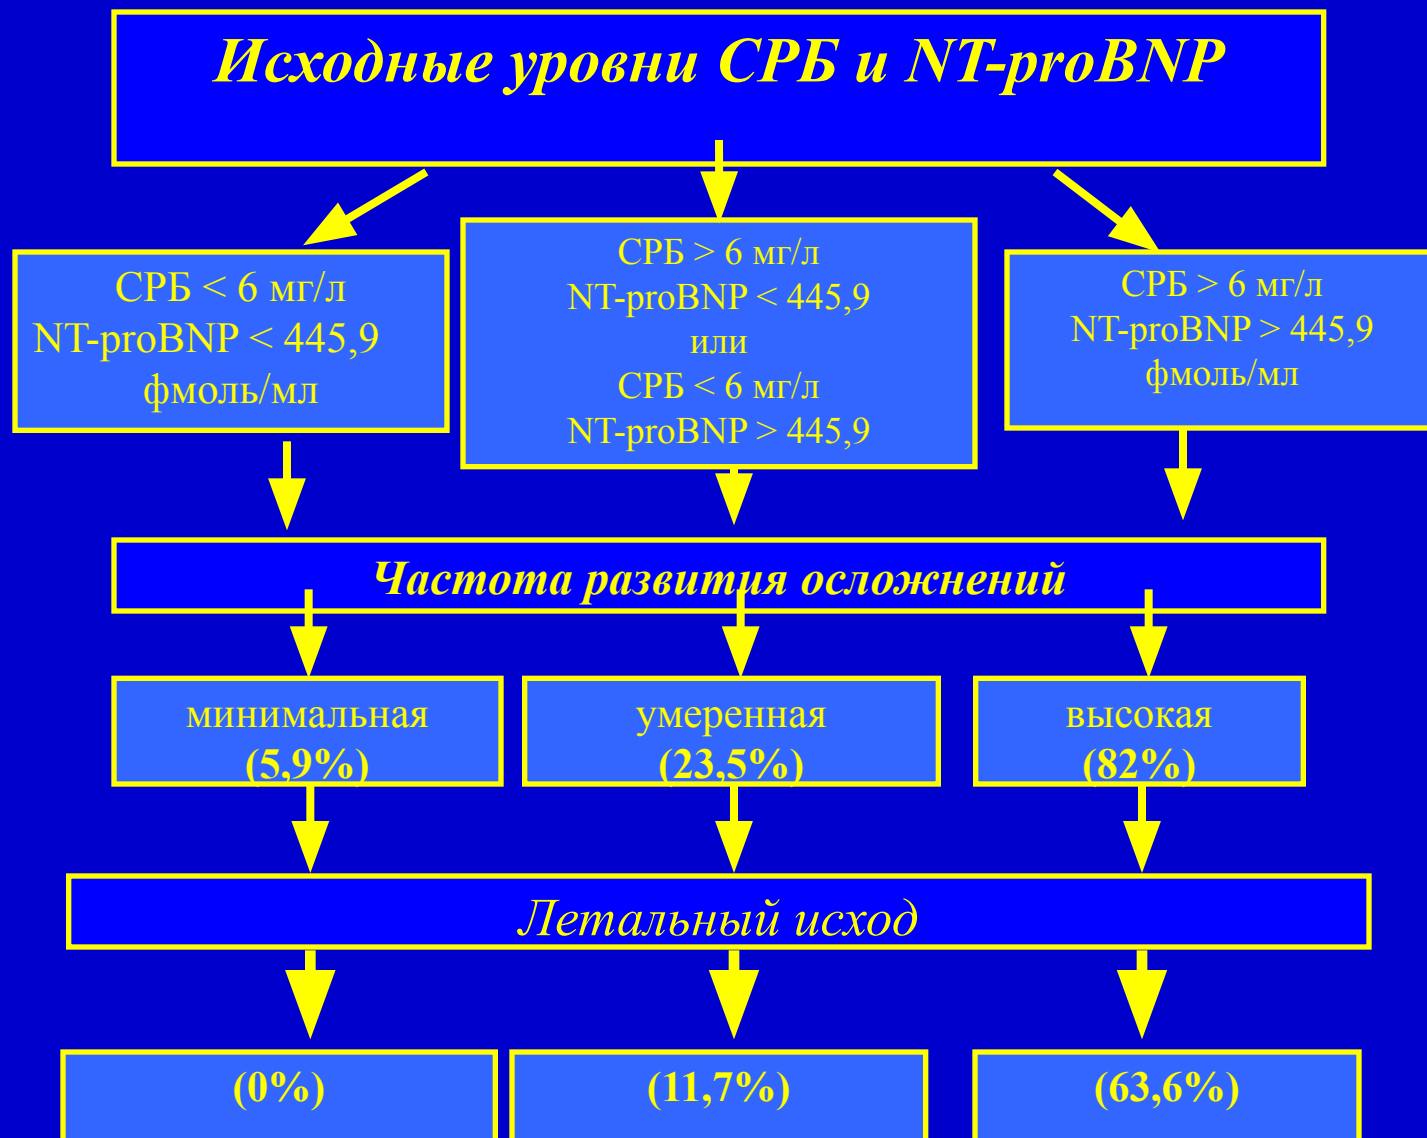 Исходные уровни СРБ и NT-proBNP
СРБ < 6 мг/л
NT-proBNP < 445,9
фмоль/мл
СРБ > 6 мг/л
NT-proBNP < 445,9
или
СРБ < 6 мг/л
NT-proBNP > 445,9
СРБ > 6 мг/л
NT-proBNP > 445,9
фмоль/мл
Частота развития осложнений
минимальная
(5,9%)
умеренная
(23,5%)
высокая
(82%)
Летальный исход
(0%)
(11,7%)
(63,6%)